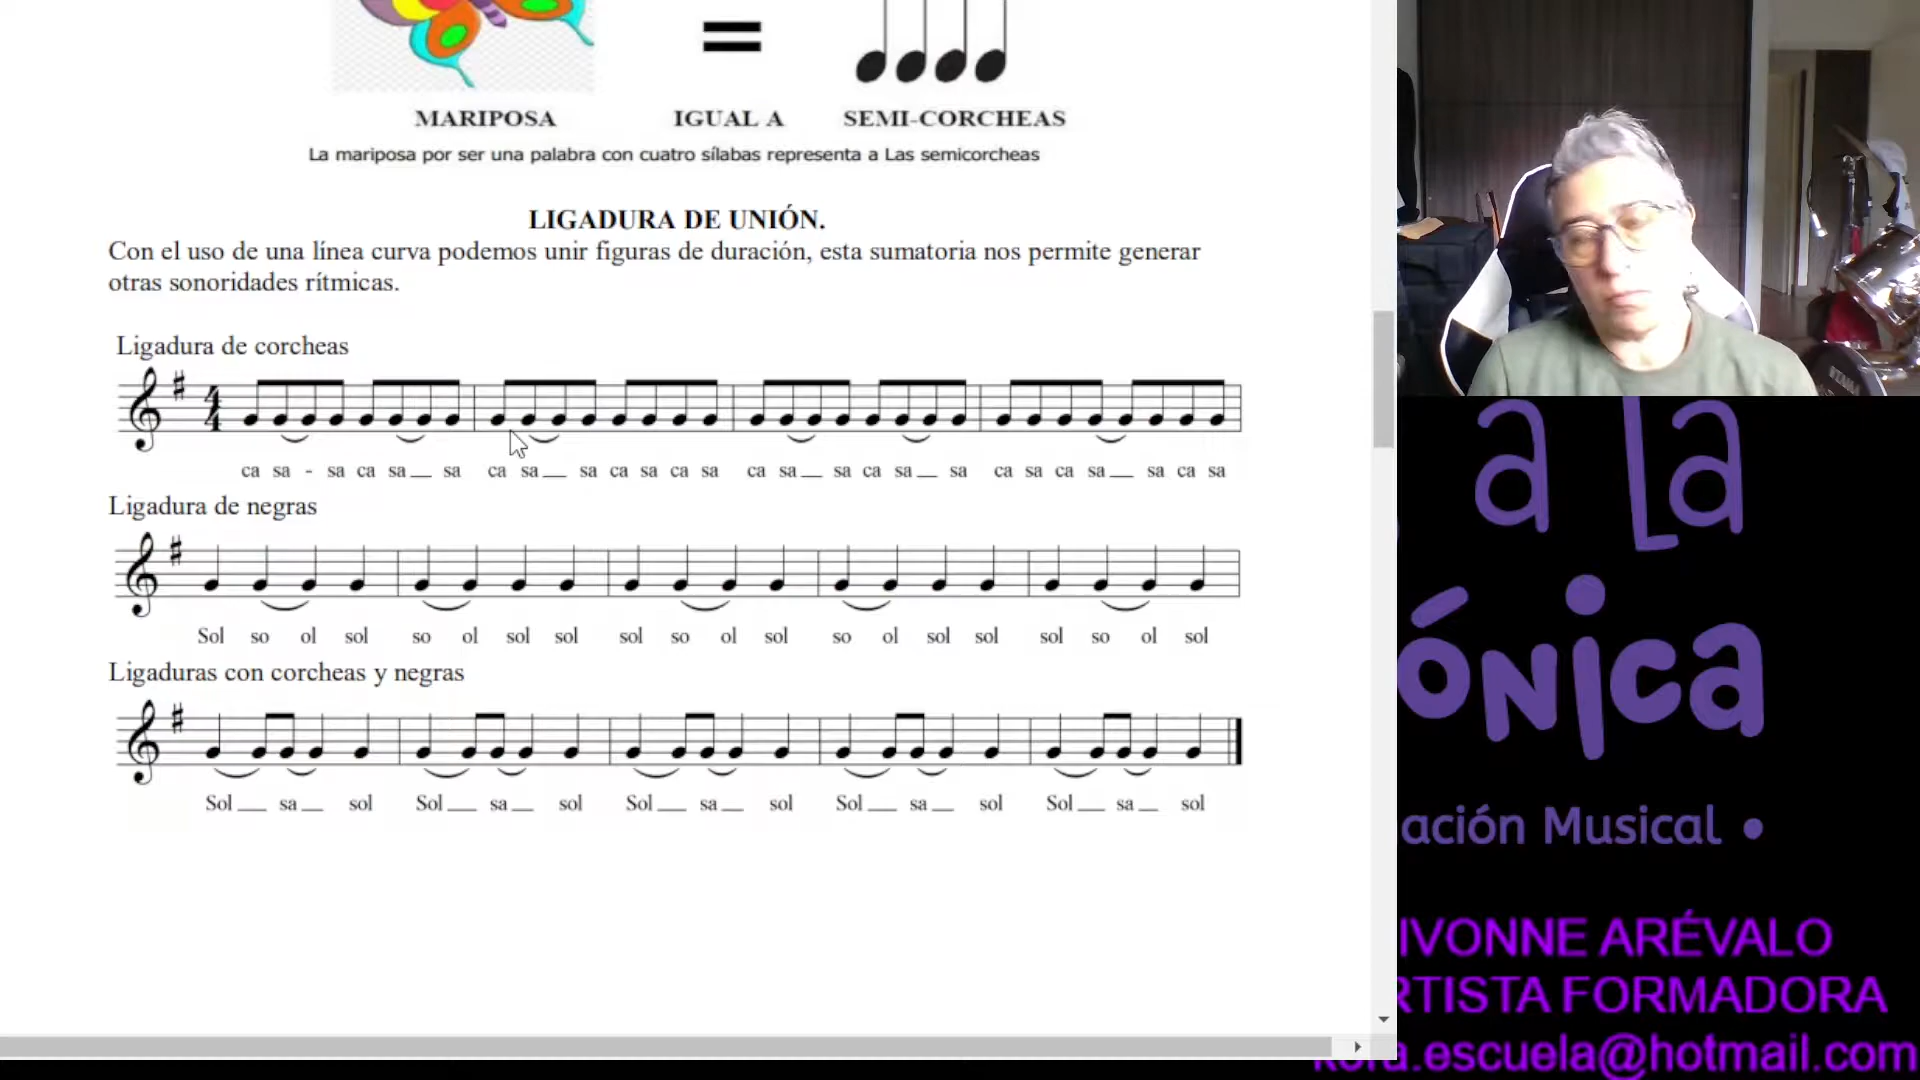 MARIPOSA IGUAL A SEMI-CORCHEAS
La mariposa por ser una palabra con cuatro sílabas representa a Las semicorcheas
LIGADURA DE UNIÓN.
Con el uso de una línea curva podemos unir figuras de duración, esta sumatoria nos permite generar
otras sonoridades rítmicas.
Ligadura de corcheas
4
4
ca sa - sa ca sa __ sa ca sa __ sa ca sa ca sa ca sa __ sa ca sa __ sa ca sa ca sa __ sa ca sa
Ligadura de negras
Sol so ol sol so ol sol sol sol so ol sol so ol sol sol sol so ol sol
Ligaduras con corcheas y negras
Sol __ sa __ sol Sol __ sa __ sol Sol __ sa __ sol Sol __ sa __ sol Sol __ sa __ sol
a La
ónica
ación Musical •
IVONNE ARÉVALO
RTISTA FORMADORA
kora.escuela@hotmail.com